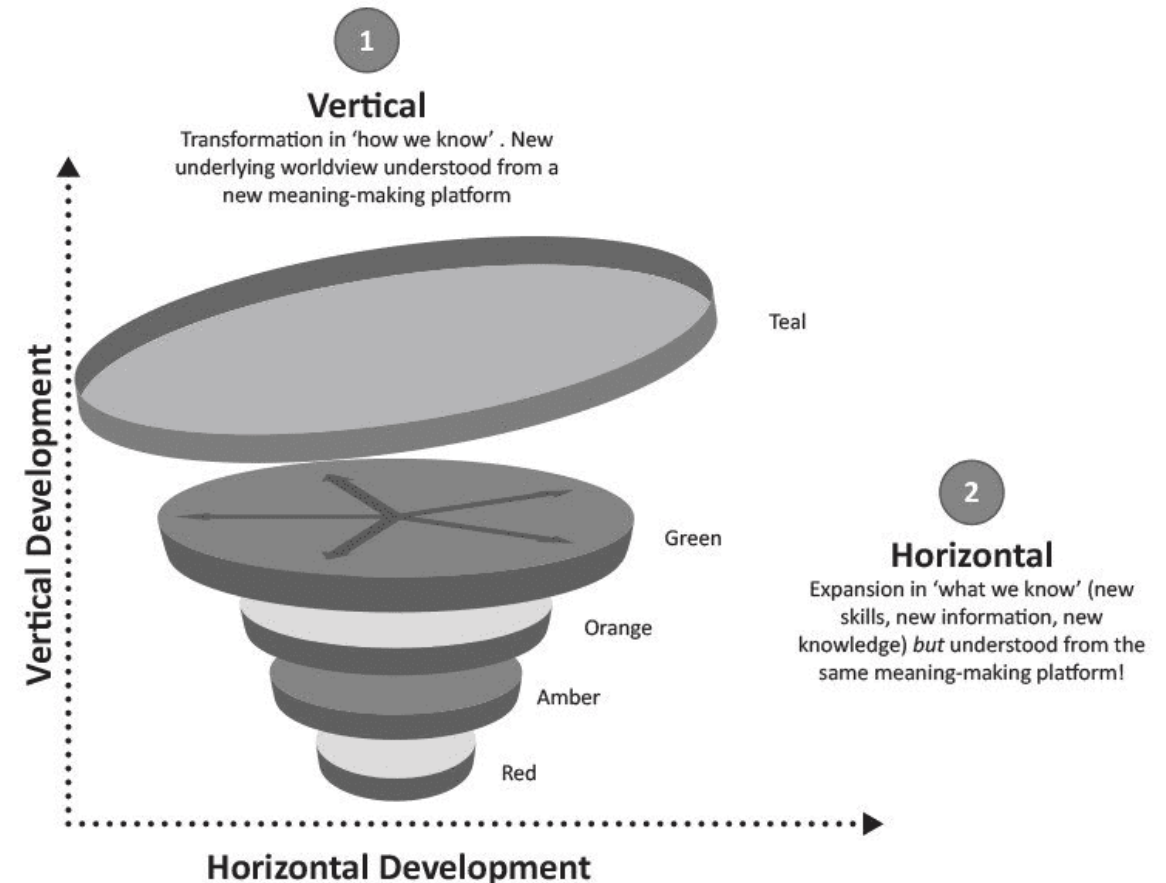 1
Vertical
Transformation in ‘how we know’ . New
underlying worldview understood from a
new meaning-making platform
Teal
Vertical Development
Green
2
Horizontal
Expansion in ‘what we know’ (new
skills, new information, new
knowledge) but understood from the
same meaning-making platform!
Orange
Amber
Red
Horizontal Development